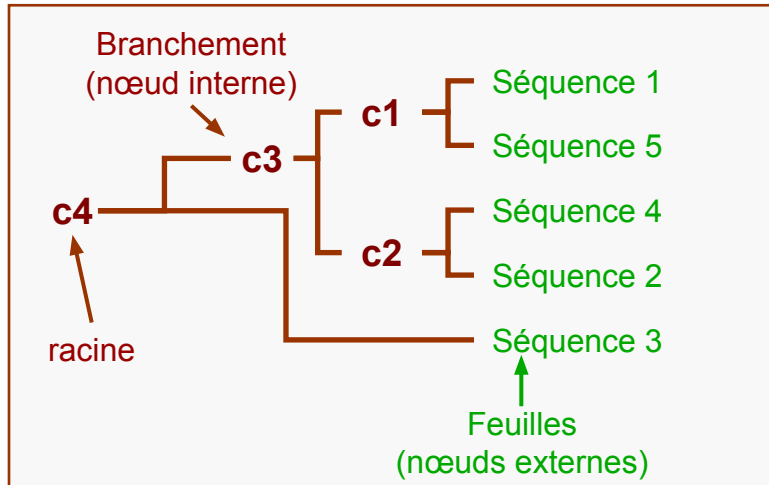 Branchement
(nœud interne)
c1
Séquence 1
Séquence 5
c3
c4
Séquence 4
c2
Séquence 2
racine
Séquence 3
Feuilles
(nœuds externes)